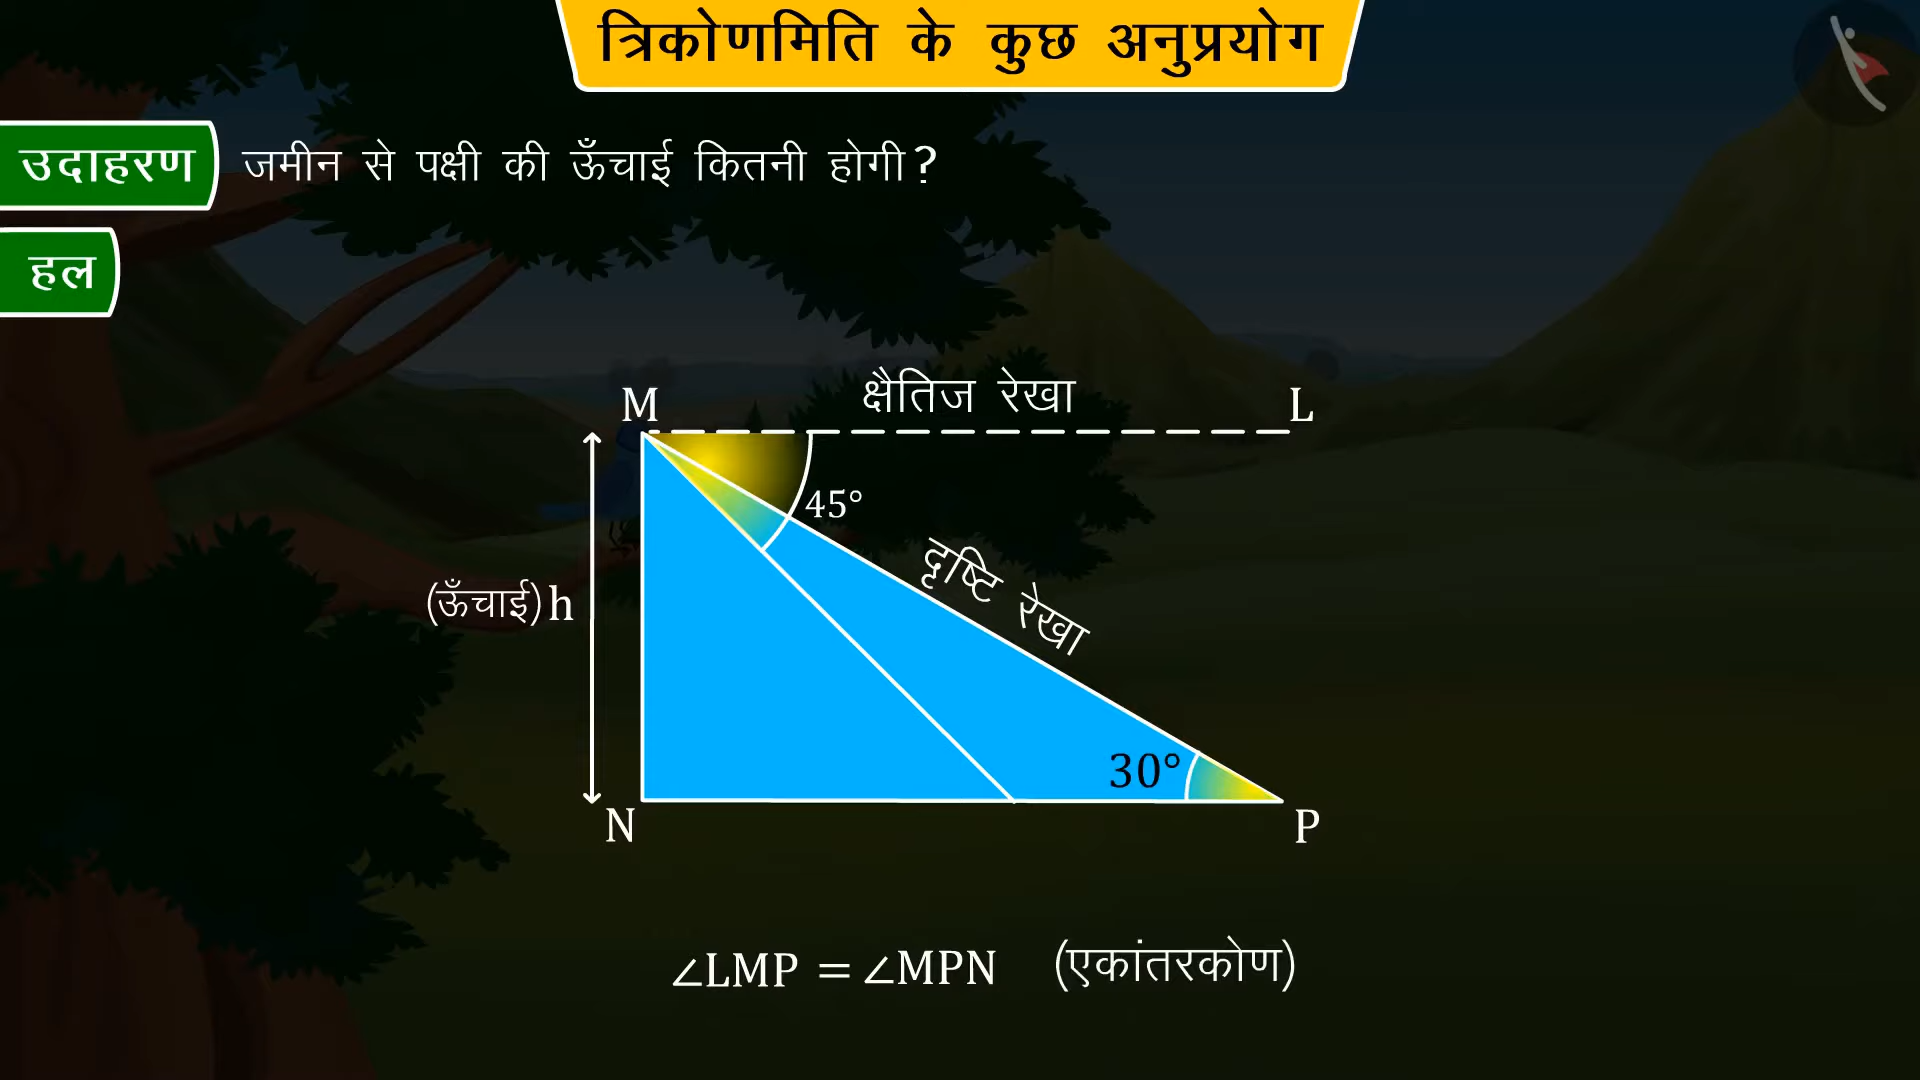 त्रिकोणमिति के कुछ अनुप्रयोग
उदाहरण जमीन से पक्षी की ऊँचाई कितनी होगी?
हल
M क्षैतिज रेखा L
45°
दृष्टि रेखा
(ऊँचाई) h
30°
N P
∠LMP = ∠MPN (एकांतरकोण)